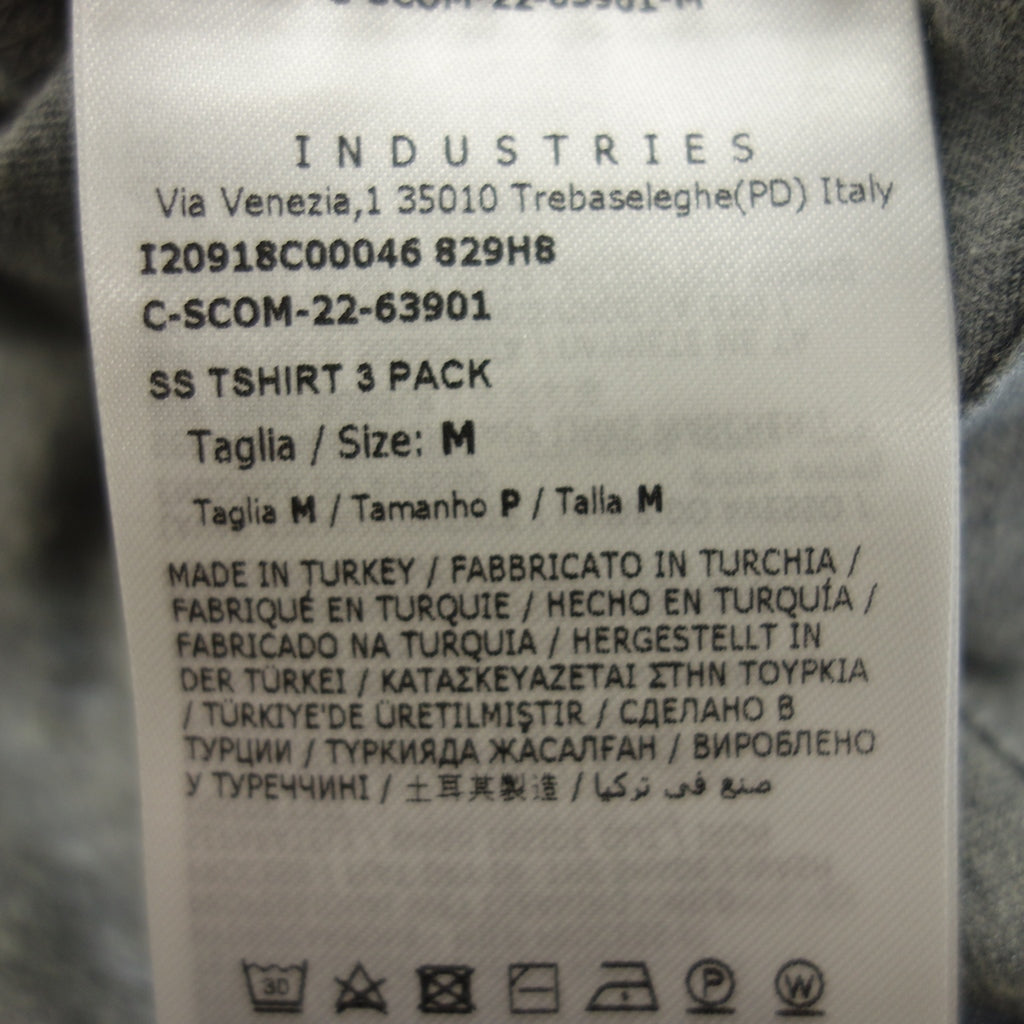 C-SCOM-22-63901-M
INDUSTRIES
Via Venezia,1 35010 Trebaseleghe(PD) Italy
I20918C00046 829H8
C-SCOM-22-63901
SS TSHIRT 3 PACK
Taglia / Size: M
Taglia M / Tamanho P / Talla M
MADE IN TURKEY / FABBRICATO IN TURCHIA /
FABRIQUÉ EN TURQUIE / HECHO EN TURQUÍA /
FABRICADO NA TURQUIA / HERGESTELLT IN
DER TÜRKEI / ΚΑΤΑΣΚΕΥΑΖΕΤΑΙ ΣΤΗΝ ΤΟΥΡΚΙΑ
/ TÜRKIYE'DE ÜRETILMIŞTIR / СДЕЛАНО В
ТУРЦИИ / ТҮРКИЯДА ЖАСАЛҒАН / ВИРОБЛЕНО
У ТУРЕЧЧИНІ / 土耳其製造 / صنع في تركيا
30
P
W